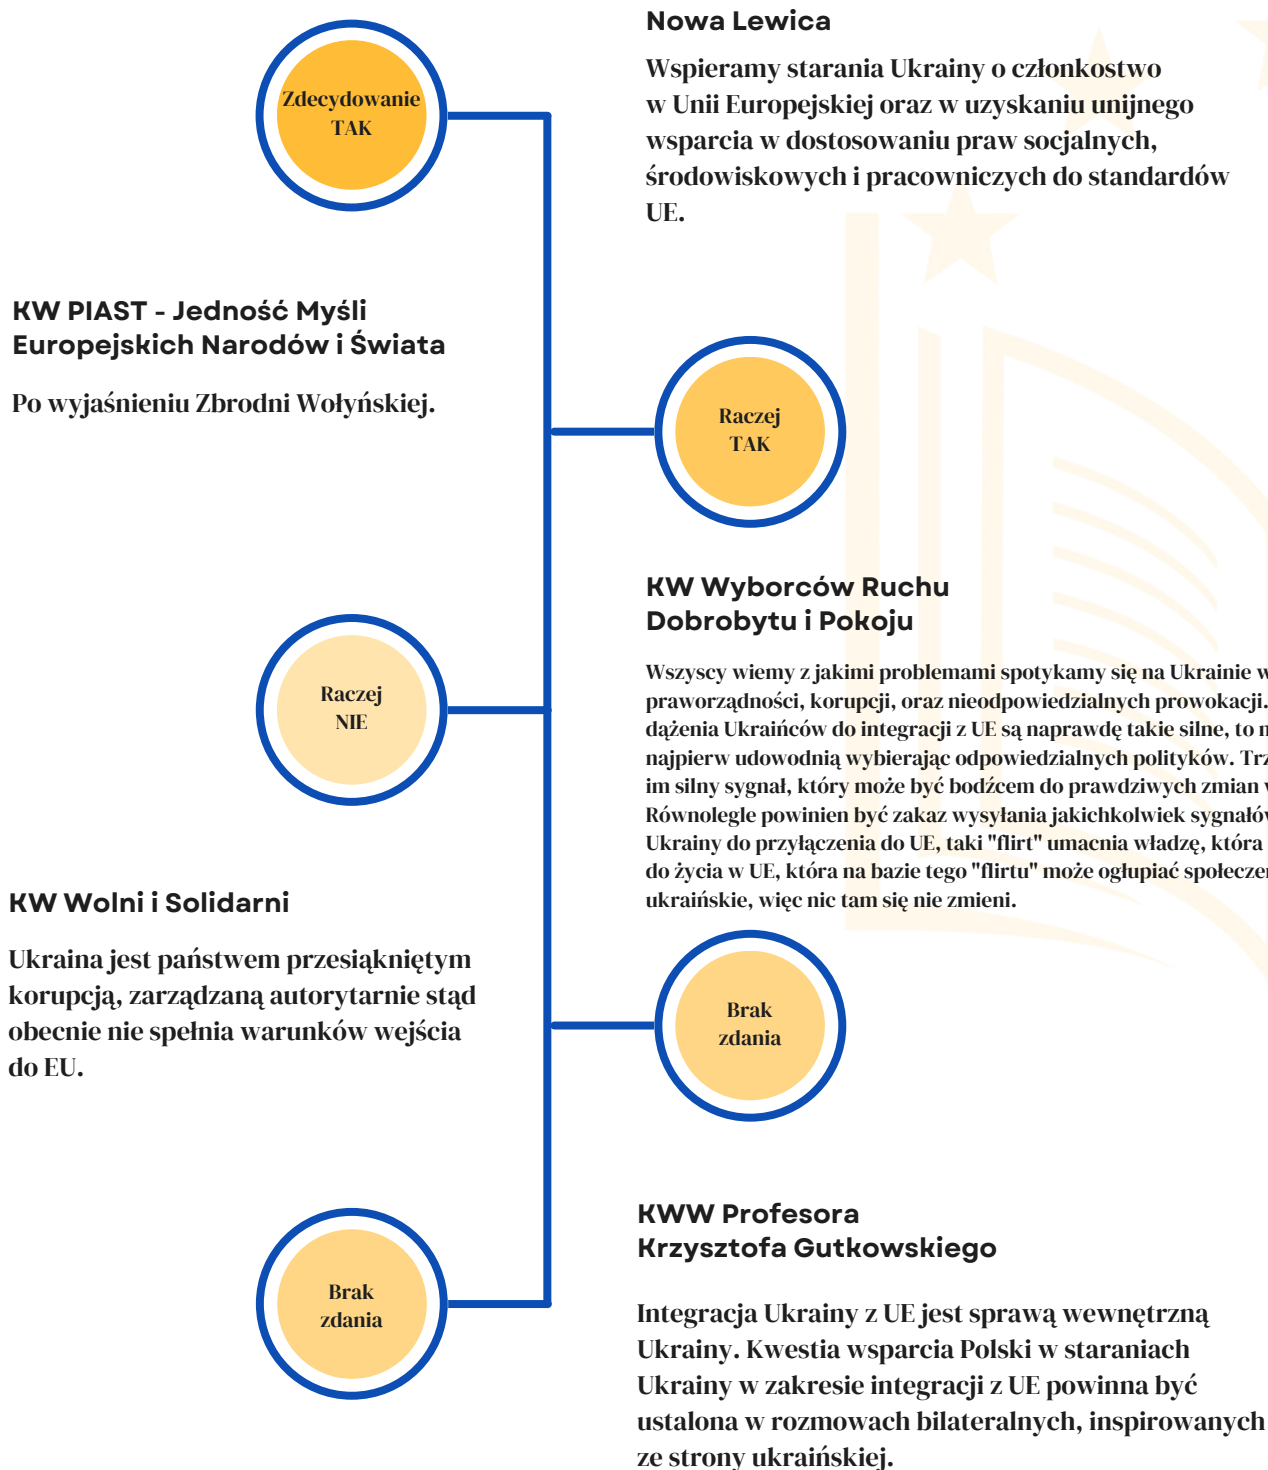 Nowa Lewica
Wspieramy starania Ukrainy o członkostwo
w Unii Europejskiej oraz w uzyskaniu unijnego
wsparcia w dostosowaniu praw socjalnych,
środowiskowych i pracowniczych do standardów
UE.
Zdecydowanie
TAK
KW PIAST - Jedność Myśli
Europejskich Narodów i Świata
Po wyjaśnieniu Zbrodni Wołyńskiej.
Raczej
TAK
KW Wyborców Ruchu
Dobrobytu i Pokoju
Wszyscy wiemy z jakimi problemami spotykamy się na Ukrainie w
praworządności, korupcji, oraz nieodpowiedzialnych prowokacji.
dążenia Ukraińców do integracji z UE są naprawdę takie silne, to
najpierw udowodnią wybierając odpowiedzialnych polityków.
im silny sygnał, który może być bodźcem do prawdziwych zmian
Równolegle powinien być zakaz wysyłania jakichkolwiek
Ukrainy do przyłączenia do UE, taki "flirt" umacnia władzę, która
do życia w UE, która na bazie tego "flirtu" może ogłupiać
ukraińskie, więc nic tam się nie zmieni.
Raczej
NIE
KW Wolni i Solidarni
Ukraina jest państwem przesiąkniętym
korupcją, zarządzaną autorytarnie stąd
obecnie nie spełnia warunków wejścia
do EU.
Brak
zdania
KWW Profesora
Krzysztofa Gutkowskiego
Integracja Ukrainy z UE jest sprawą wewnętrzną
Ukrainy. Kwestia wsparcia Polski w staraniach
Ukrainy w zakresie integracji z UE powinna być
ustalona w rozmowach bilateralnych, inspirowanych
ze strony ukraińskiej.
Brak
zdania